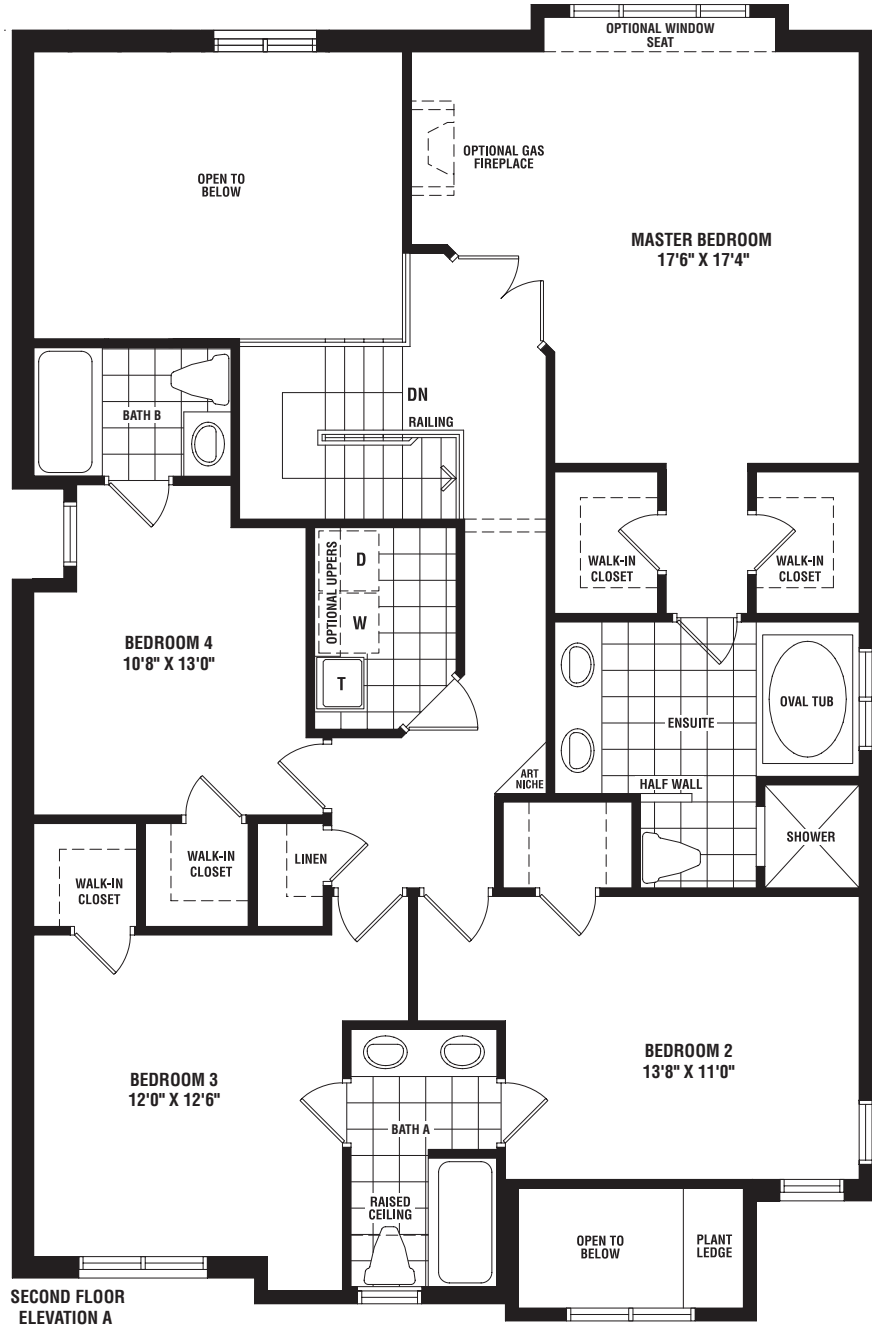 OPTIONAL WINDOW
SEAT
OPTIONAL GAS
FIREPLACE
OPEN TO
BELOW
MASTER BEDROOM
17'6" X 17'4"
DN
RAILING
BATH B
WALK-IN
CLOSET
WALK-IN
CLOSET
OPTIONAL UPPERS
D
W
T
BEDROOM 4
10'8" X 13'0"
OVAL TUB
ENSUITE
ART
NICHE
HALF WALL
SHOWER
WALK-IN
CLOSET
WALK-IN
CLOSET
LINEN
BEDROOM 2
13'8" X 11'0"
BEDROOM 3
12'0" X 12'6"
BATH A
RAISED
CEILING
OPEN TO
BELOW
PLANT
LEDGE
SECOND FLOOR
ELEVATION A